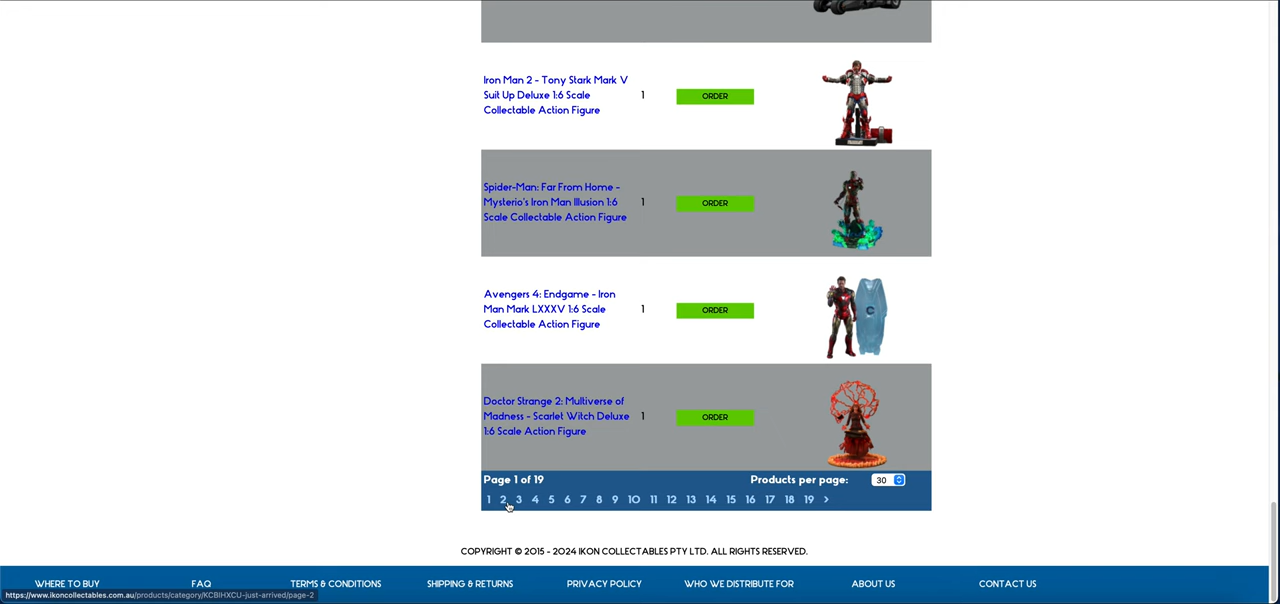 Iron Man 2 - Tony Stark Mark V
Suit Up Deluxe 1:6 Scale
Collectable Action Figure
1
ORDER
Spider-Man: Far From Home -
Mysterio's Iron Man Illusion 1:6
Scale Collectable Action Figure
1
ORDER
Avengers 4: Endgame - Iron
Man Mark LXXXV 1:6 Scale
Collectable Action Figure
1
ORDER
Doctor Strange 2: Multiverse of
Madness - Scarlet Witch Deluxe
1:6 Scale Action Figure
1
ORDER
Page 1 of 19
Products per page: 30
1 2 3 4 5 6 7 8 9 10 11 12 13 14 15 16 17 18 19 >
COPYRIGHT © 2015 - 2024 IKON COLLECTABLES PTY LTD. ALL RIGHTS RESERVED.
WHERE TO BUY FAQ TERMS & CONDITIONS SHIPPING & RETURNS PRIVACY POLICY WHO WE DISTRIBUTE FOR ABOUT US CONTACT US
https://www.ikoncollectables.com.au/products/category/KCBIHXCU-just-arrived/page-2